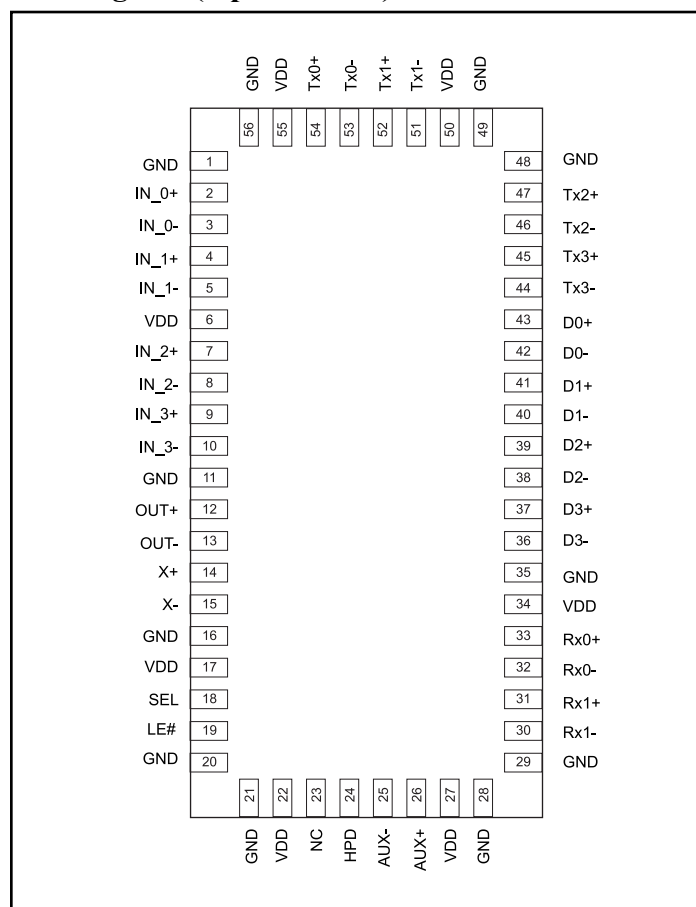 GND VDD Tx0+ Tx0- Tx1+ Tx1- VDD GND
56 55 54 53 52 51 50 49
GND 1 48 GND
IN_0+ 2 47 Tx2+
IN_0- 3 46 Tx2-
IN_1+ 4 45 Tx3+
IN_1- 5 44 Tx3-
VDD 6 43 D0+
IN_2+ 7 42 D0-
IN_2- 8 41 D1+
IN_3+ 9 40 D1-
IN_3- 10 39 D2+
GND 11 38 D2-
OUT+ 12 37 D3+
OUT- 13 36 D3-
X+ 14 35 GND
X- 15 34 VDD
GND 16 33 Rx0+
VDD 17 32 Rx0-
SEL 18 31 Rx1+
LE# 19 30 Rx1-
GND 20 29 GND
21 22 23 24 25 26 27 28
GND VDD NC HPD AUX- AUX+ VDD GND